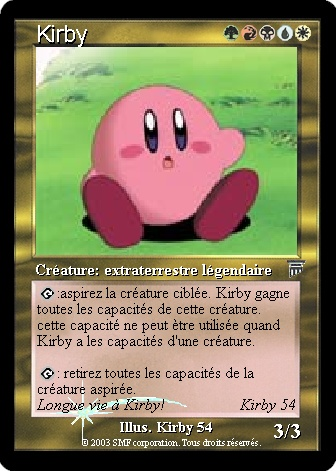 Kirby
Créature: extraterrestre légendaire
:aspirez la créature ciblée. Kirby gagne
toutes les capacités de cette créature.
cette capacité ne peut être utilisée quand
Kirby a les capacités d'une créature.
: retirez toutes les capacités de la
créature aspirée.
Longue vie à Kirby! Kirby 54
Illus. Kirby 54 3/3
© 2003 SMF corporation. Tous droits réservés.